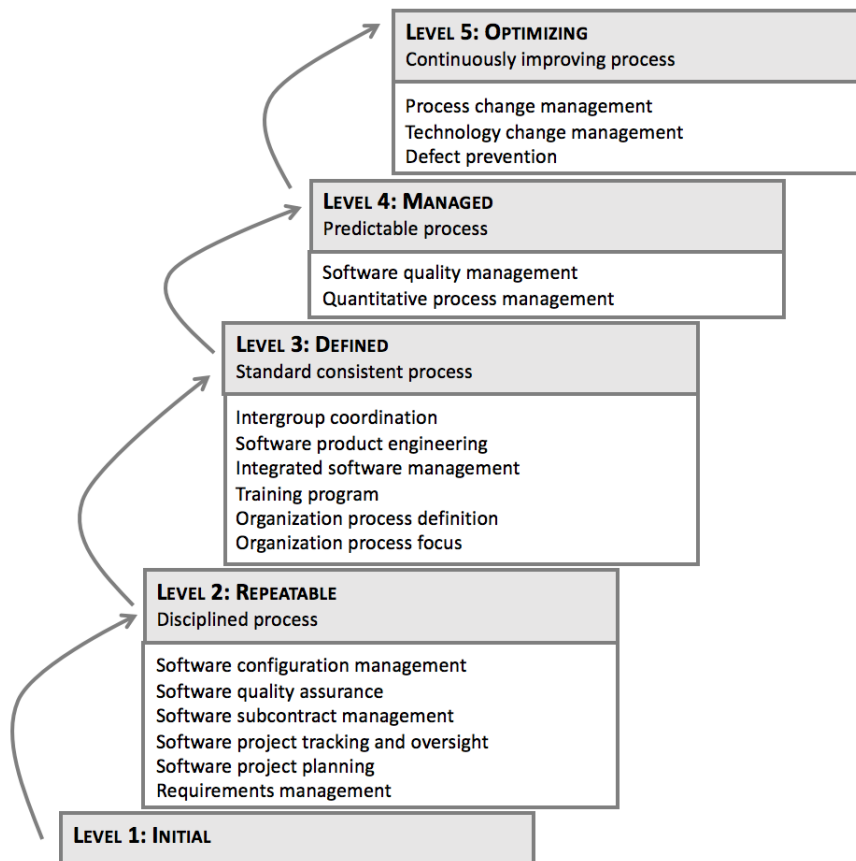 LEVEL 5: OPTIMIZING
Continuously improving process
Process change management
Technology change management
Defect prevention
LEVEL 4: MANAGED
Predictable process
Software quality management
Quantitative process management
LEVEL 3: DEFINED
Standard consistent process
Intergroup coordination
Software product engineering
Integrated software management
Training program
Organization process definition
Organization process focus
LEVEL 2: REPEATABLE
Disciplined process
Software configuration management
Software quality assurance
Software subcontract management
Software project tracking and oversight
Software project planning
Requirements management
LEVEL 1: INITIAL